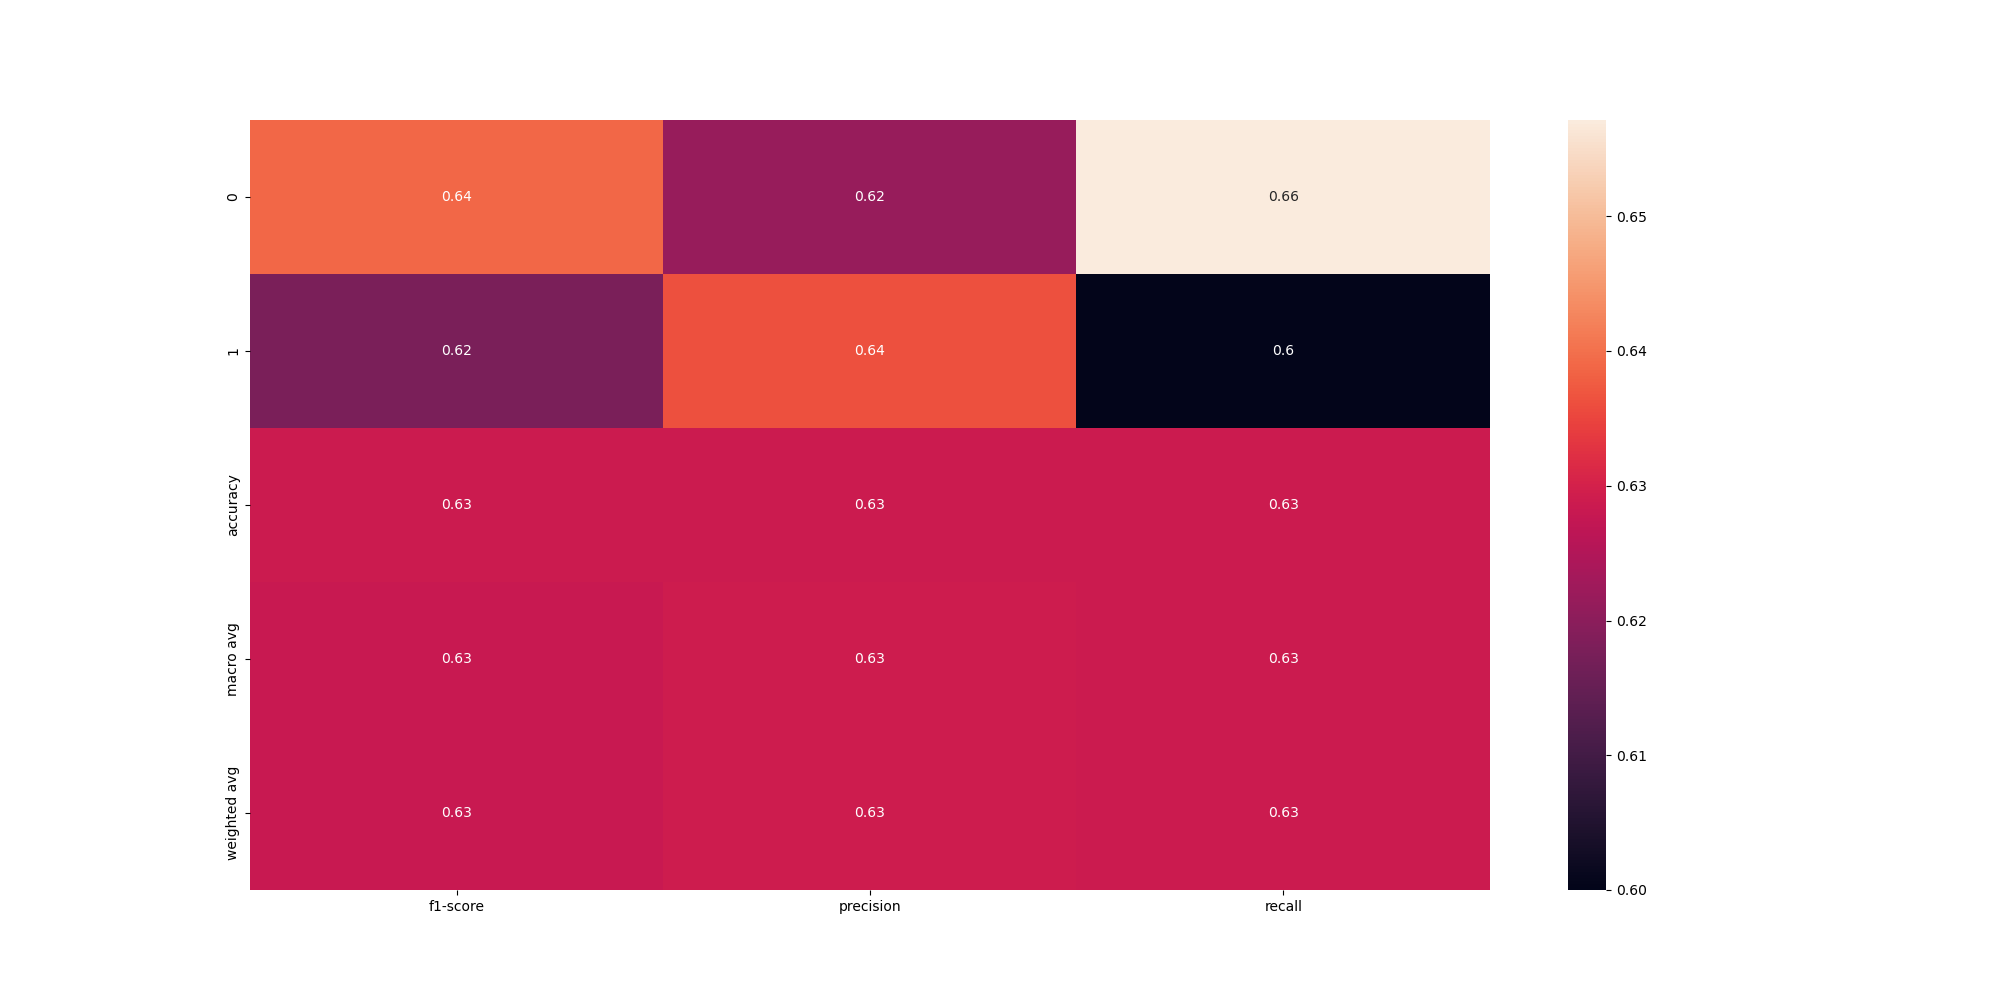 0 0.64 0.62 0.66
1 0.62 0.64 0.6
accuracy 0.63 0.63 0.63
macro avg 0.63 0.63 0.63
weighted avg 0.63 0.63 0.63
f1-score precision recall
0.65
0.64
0.63
0.62
0.61
0.60